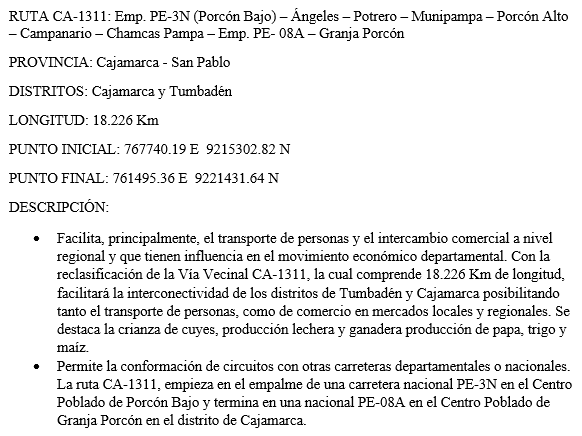 RUTA CA-1311: Emp. PE-3N (Porcón Bajo) – Ángeles – Potrero – Munipampa – Porcón Alto
– Campanario – Chamcas Pampa – Emp. PE- 08A – Granja Porcón
PROVINCIA: Cajamarca - San Pablo
DISTRITOS: Cajamarca y Tumbadén
LONGITUD: 18.226 Km
PUNTO INICIAL: 767740.19 E  9215302.82 N
PUNTO FINAL: 761495.36 E  9221431.64 N
DESCRIPCIÓN:
• Facilita, principalmente, el transporte de personas y el intercambio comercial a nivel
regional y que tienen influencia en el movimiento económico departamental. Con la
reclasificación de la Vía Vecinal CA-1311, la cual comprende 18.226 Km de longitud,
facilitará la interconectividad de los distritos de Tumbadén y Cajamarca posibilitando
tanto el transporte de personas, como de comercio en mercados locales y regionales. Se
destaca la crianza de cuyes, producción lechera y ganadera producción de papa, trigo y
maíz.
• Permite la conformación de circuitos con otras carreteras departamentales o nacionales.
La ruta CA-1311, empieza en el empalme de una carretera nacional PE-3N en el Centro
Poblado de Porcón Bajo y termina en una nacional PE-08A en el Centro Poblado de
Granja Porcón en el distrito de Cajamarca.